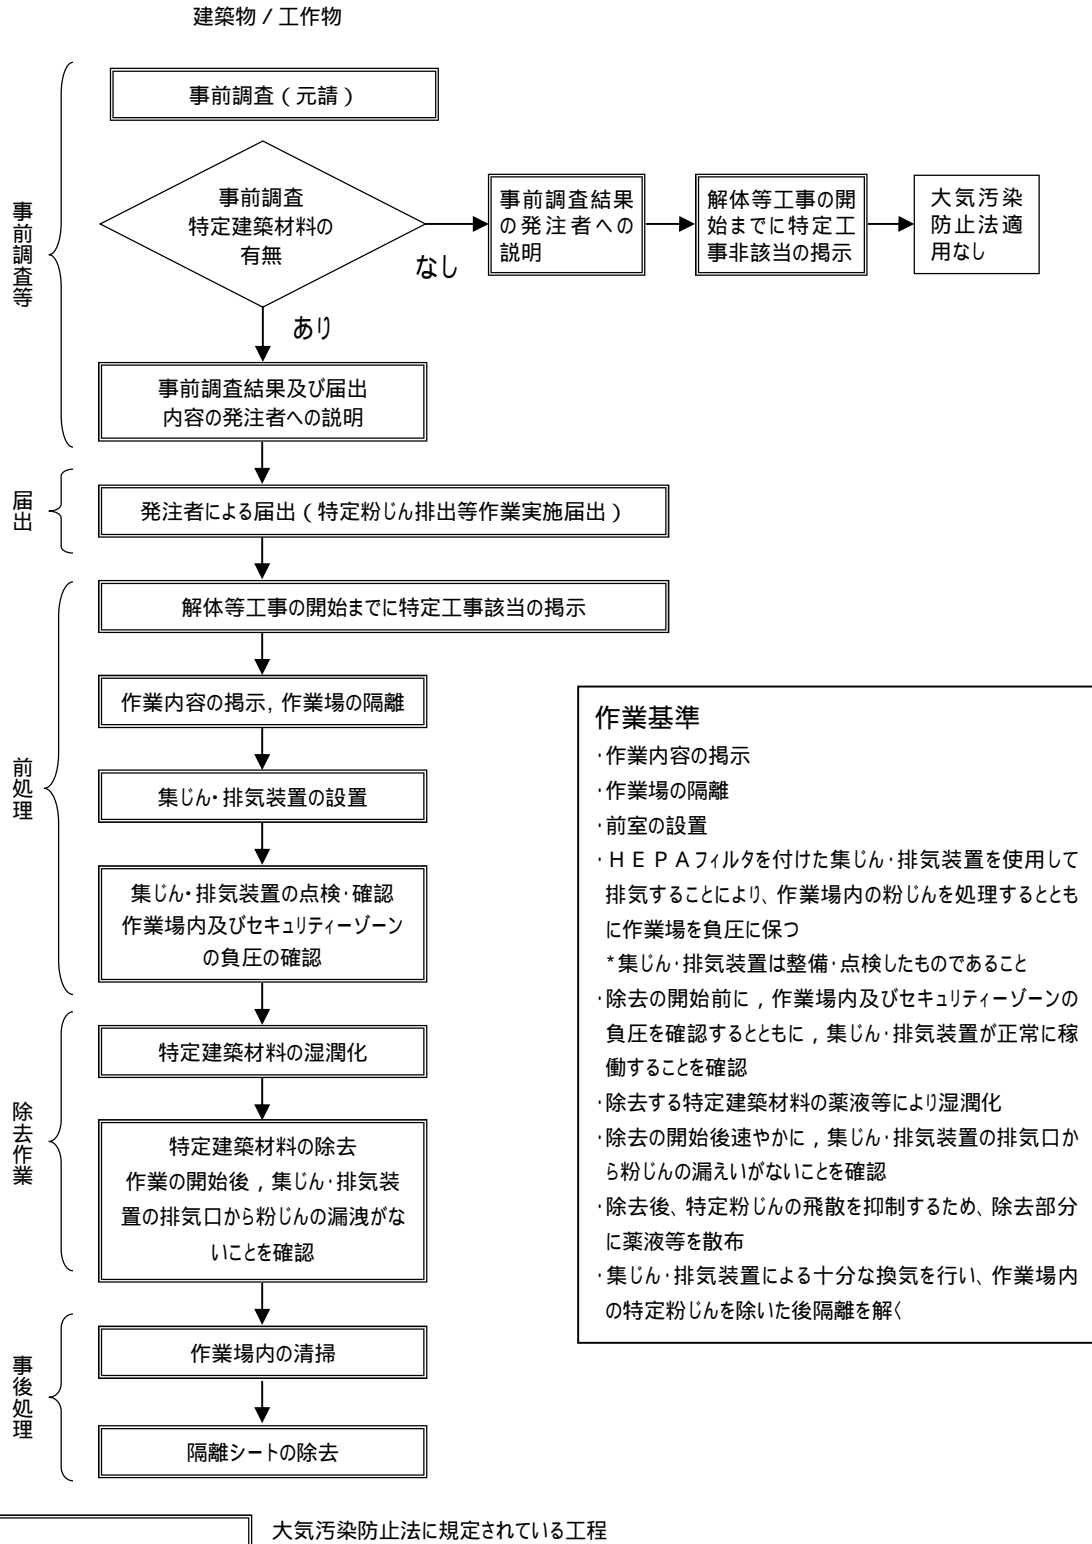 建築物／工作物
事前調査（元請）
事前調査
特定建築材料の
有無
なし
あり
事前調査結果
の発注者への
説明
解体等工事の開
始までに特定工
事非該当の掲示
大気汚染
防止法適
用なし
事前調査等
事前調査結果及び届出
内容の発注者への説明
届出
発注者による届出（特定粉じん排出等作業実施届出）
前処理
解体等工事の開始までに特定工事該当の掲示
作業内容の掲示，作業場の隔離
集じん・排気装置の設置
集じん・排気装置の点検・確認
作業場内及びセキュリティーゾーン
の負圧の確認
除去作業
特定建築材料の湿潤化
特定建築材料の除去
作業の開始後，集じん・排気装
置の排気口から粉じんの漏洩がな
いことを確認
事後処理
作業場内の清掃
隔離シートの除去
作業基準
・作業内容の掲示
・作業場の隔離
・前室の設置
・ＨＥＰＡフィルタを付けた集じん・排気装置を使用して
排気することにより、作業場内の粉じんを処理するととも
に作業場を負圧に保つ
*集じん・排気装置は整備・点検したものであること
・除去の開始前に，作業場内及びセキュリティーゾーンの
負圧を確認するとともに，集じん・排気装置が正常に稼
働することを確認
・除去する特定建築材料の薬液等により湿潤化
・除去の開始後速やかに，集じん・排気装置の排気口か
ら粉じんの漏えいがないことを確認
・除去後、特定粉じんの飛散を抑制するため、除去部分
に薬液等を散布
・集じん・排気装置による十分な換気を行い、作業場内
の特定粉じんを除いた後隔離を解く
大気汚染防止法に規定されている工程